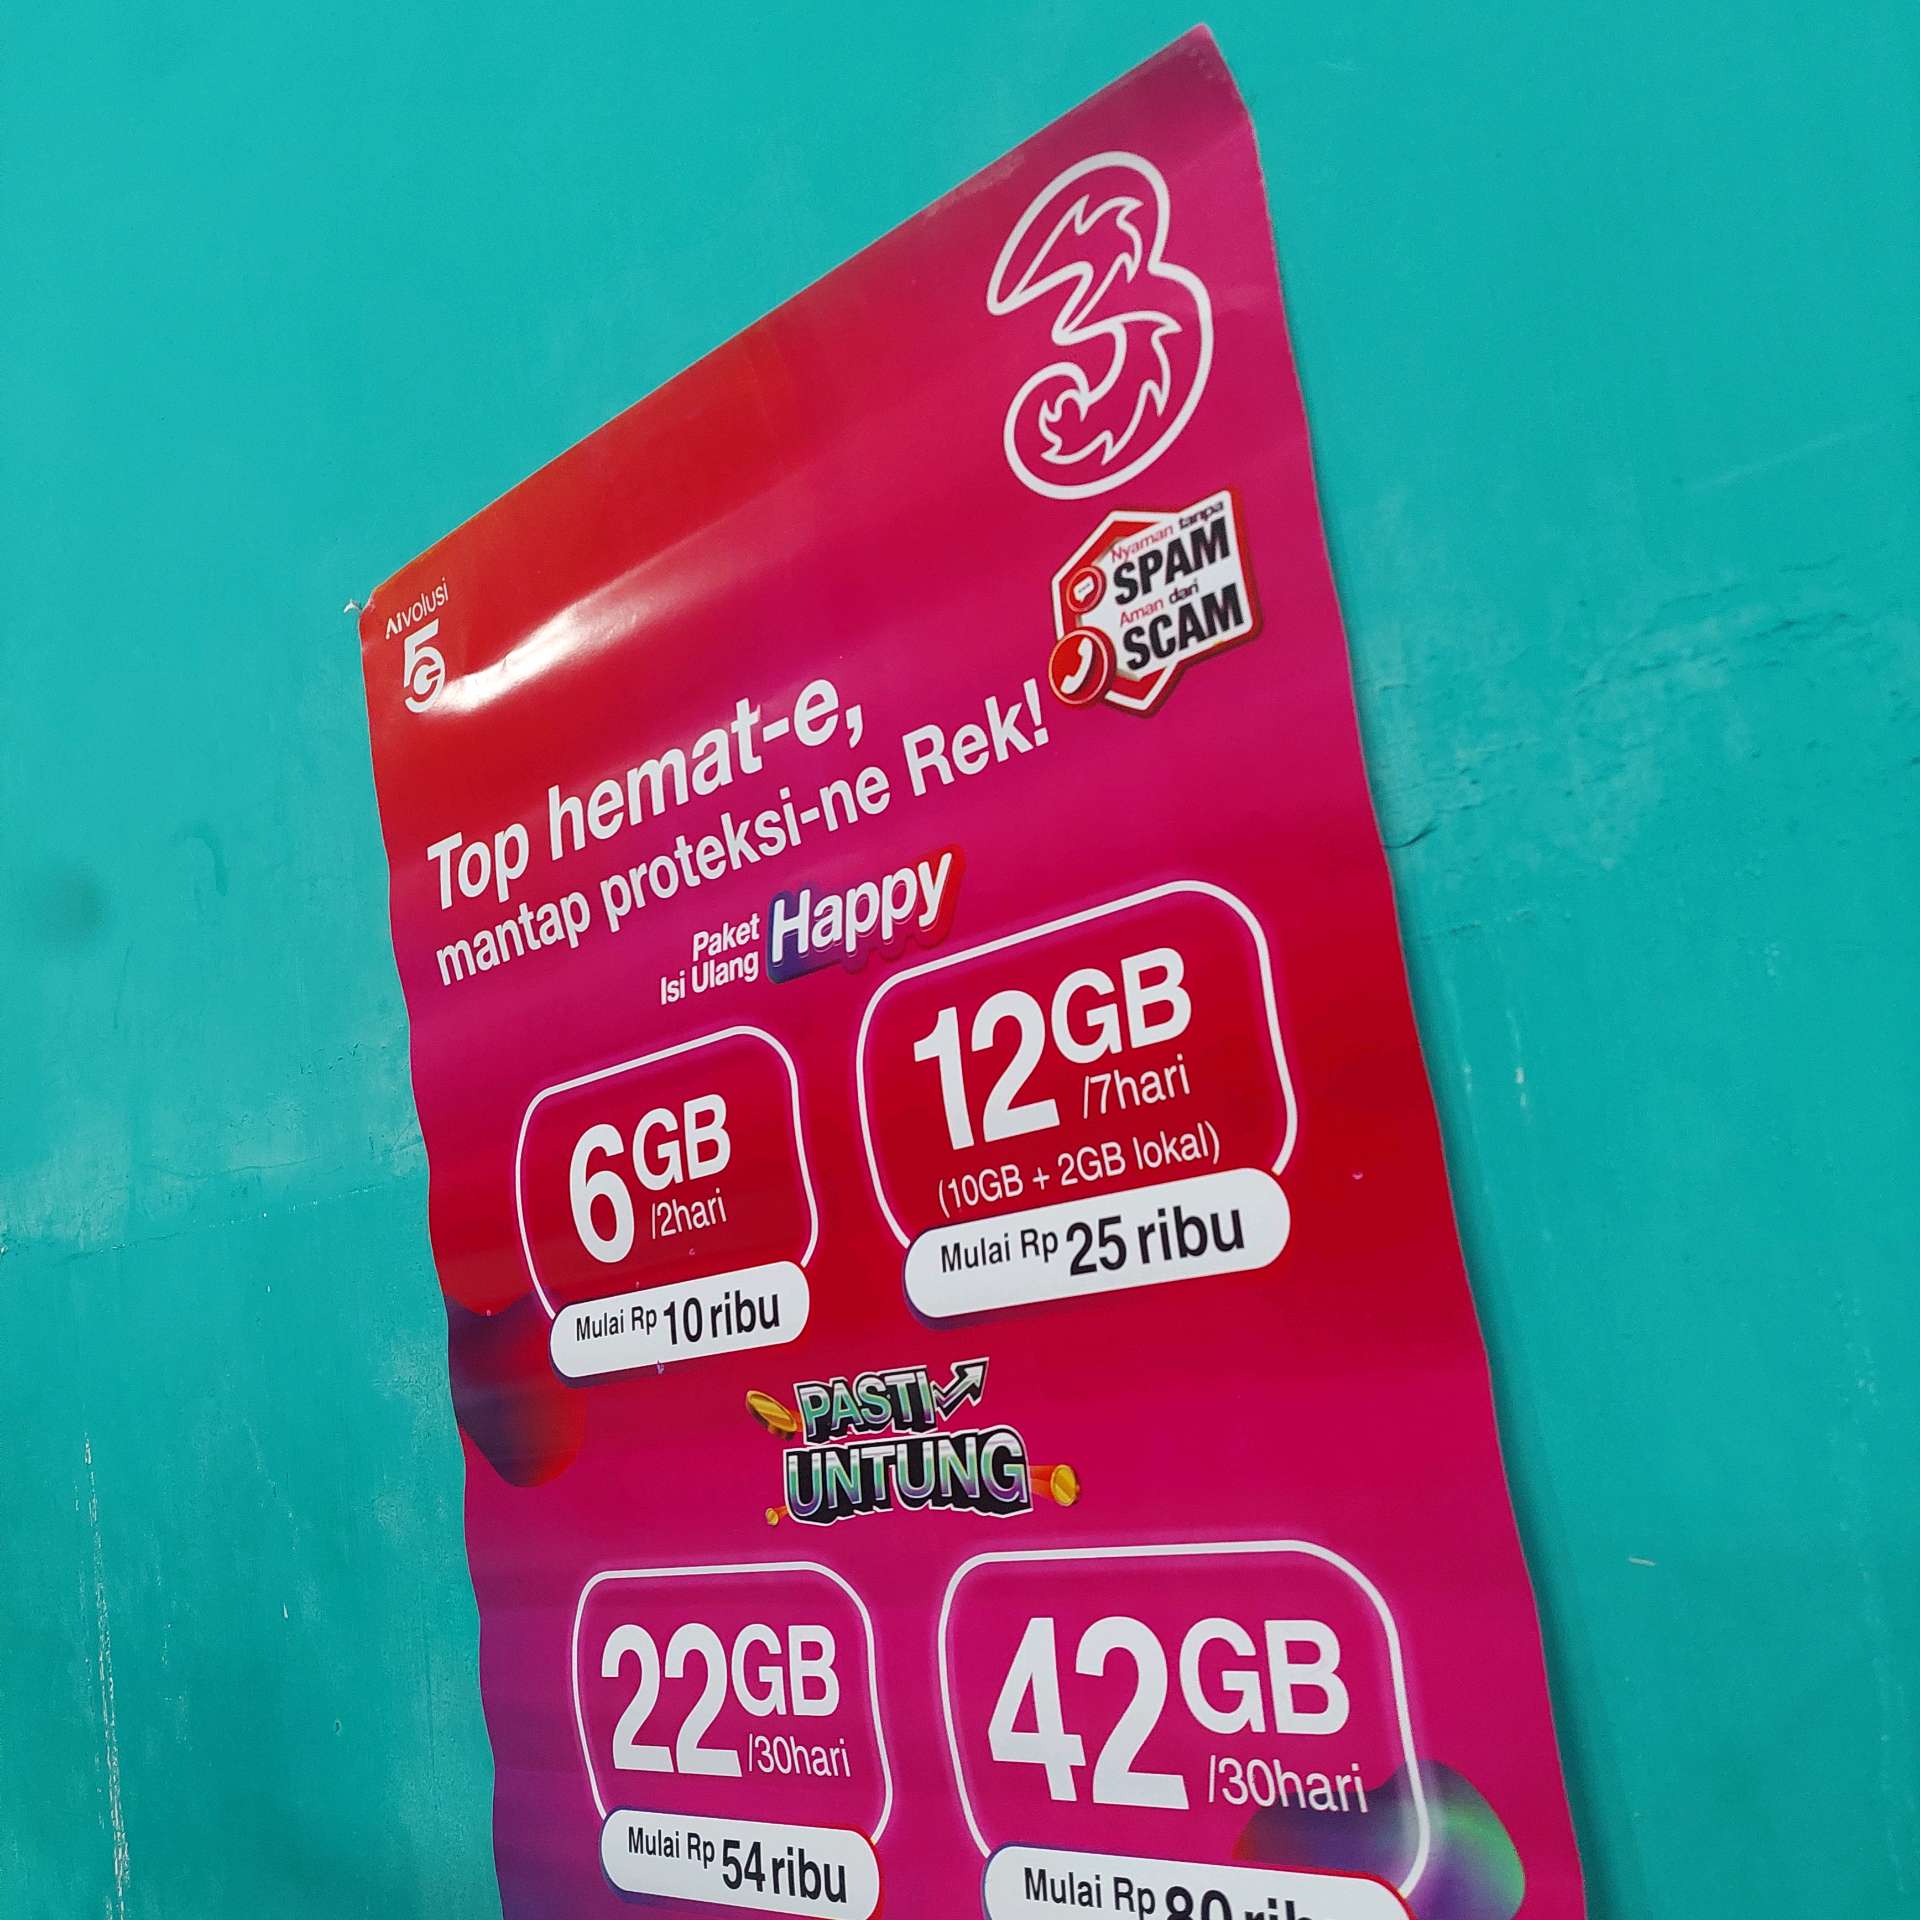 3
AIvolusi
5G
Nyaman tanpa
SPAM
Aman dari
SCAM
Top hemat-e,
mantap proteksi-ne Rek!
Paket
Isi Ulang
Happy
6GB
/2hari
Mulai Rp 10 ribu
12GB
/7hari
(10GB + 2GB lokal)
Mulai Rp 25 ribu
PASTI
UNTUNG
22GB
/30hari
Mulai Rp 54 ribu
42GB
/30hari
Mulai Rp